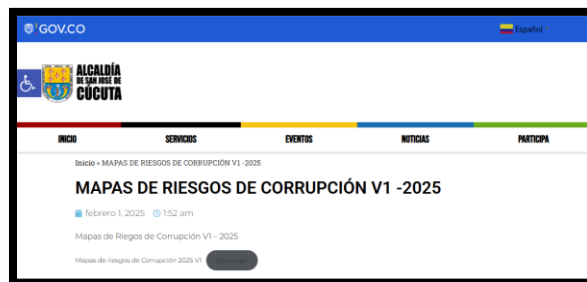 GOV.CO
Español
ALCALDÍA
DE SAN JOSÉ DE
CÚCUTA
INICIO SERVICIOS EVENTOS NOTICIAS PARTICIPA
Inicio » MAPAS DE RIESGOS DE CORRUPCIÓN V1 -2025
MAPAS DE RIESGOS DE CORRUPCIÓN V1 -2025
febrero 1, 2025 1:52 am
Mapas de Riegos de Corrupción V1 – 2025
Mapas de riesgos de Corrupción 2025 V1 Descargar